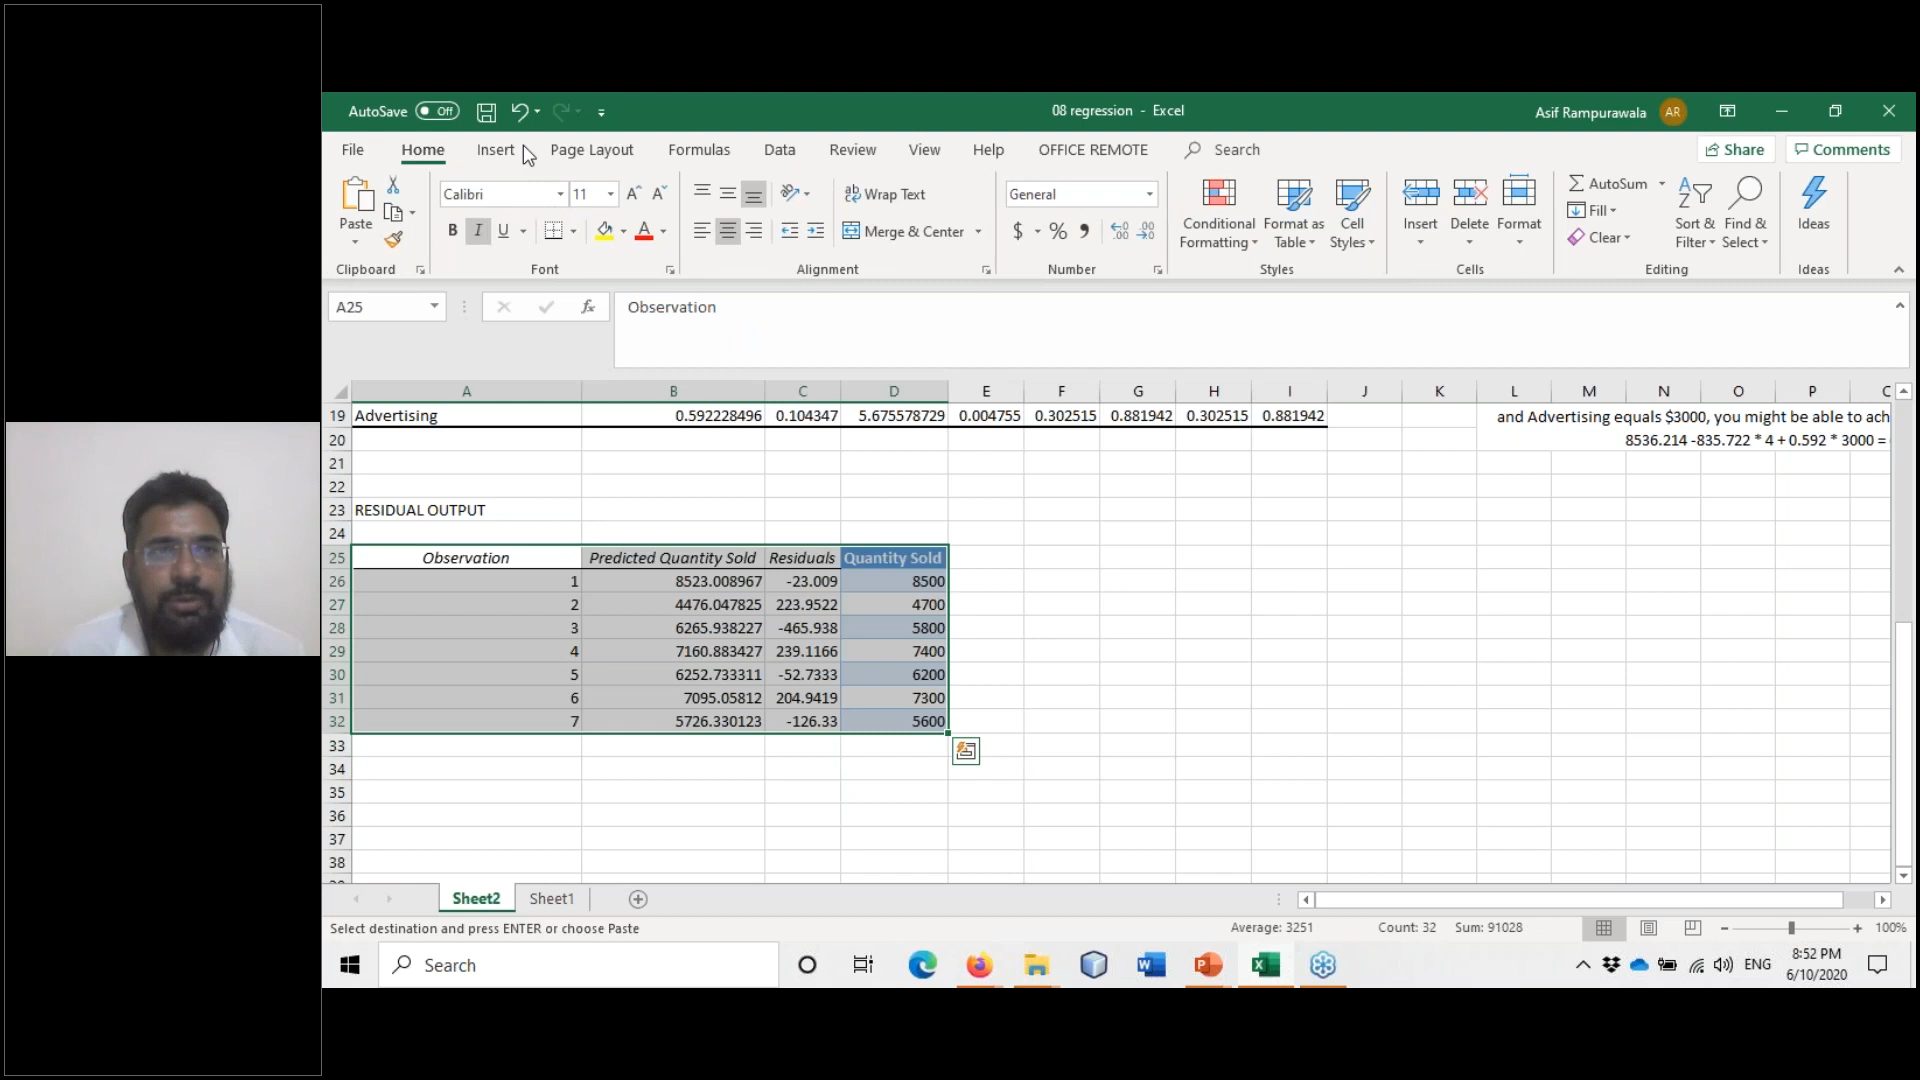 AutoSave Off
08 regression - Excel
Asif Rampurawala AR
File Home Insert Page Layout Formulas Data Review View Help OFFICE REMOTE Search
Share Comments
Paste
Clipboard
Calibri 11
B I U
Font
Wrap Text
Merge & Center
Alignment
General
$ % 9
Number
Conditional Formatting
Format as Table
Cell Styles
Styles
Insert Delete Format
Cells
AutoSum
Fill
Clear
Sort & Filter
Find & Select
Editing
Ideas
Ideas
A25 fx Observation
A B C D E F G H I J K L M N O P
19 Advertising 0.592228496 0.104347 5.675578729 0.004755 0.302515 0.881942 0.302515 0.881942 and Advertising equals $3000, you might be able to ach
20 8536.214 -835.722 * 4 + 0.592 * 3000 =
21
22
23 RESIDUAL OUTPUT
24
25 Observation Predicted Quantity Sold Residuals Quantity Sold
26 1 8523.008967 -23.009 8500
27 2 4476.047825 223.9522 4700
28 3 6265.938227 -465.938 5800
29 4 7160.883427 239.1166 7400
30 5 6252.733311 -52.7333 6200
31 6 7095.05812 204.9419 7300
32 7 5726.330123 -126.33 5600
33
34
35
36
37
38
Sheet2 Sheet1
Select destination and press ENTER or choose Paste
Average: 3251 Count: 32 Sum: 91028
100%
Search
ENG
8:52 PM
6/10/2020